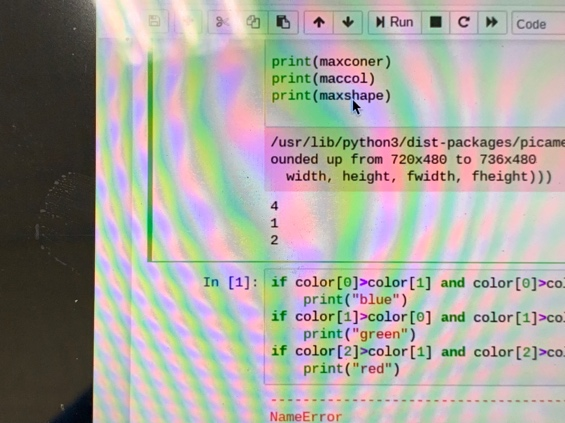 Run
Code
print(maxconer)
print(maccol)
print(maxshape)
/usr/lib/python3/dist-packages/picame
ounded up from 720x480 to 736x480
width, height, fwidth, fheight)))
4
1
2
In [1]: if color[0]>color[1] and color[0]>co
print("blue")
if color[1]>color[0] and color[1]>co
print("green")
if color[2]>color[1] and color[2]>co
print("red")
NameError